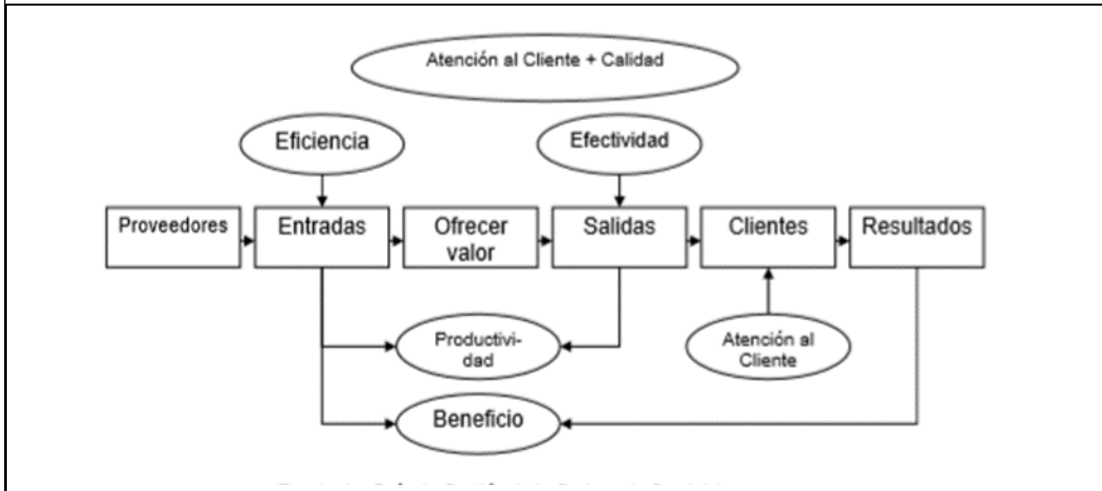 Atención al Cliente + Calidad
Eficiencia
Efectividad
Proveedores
Entradas
Ofrecer
valor
Salidas
Clientes
Resultados
Productivi-
dad
Atención al
Cliente
Beneficio